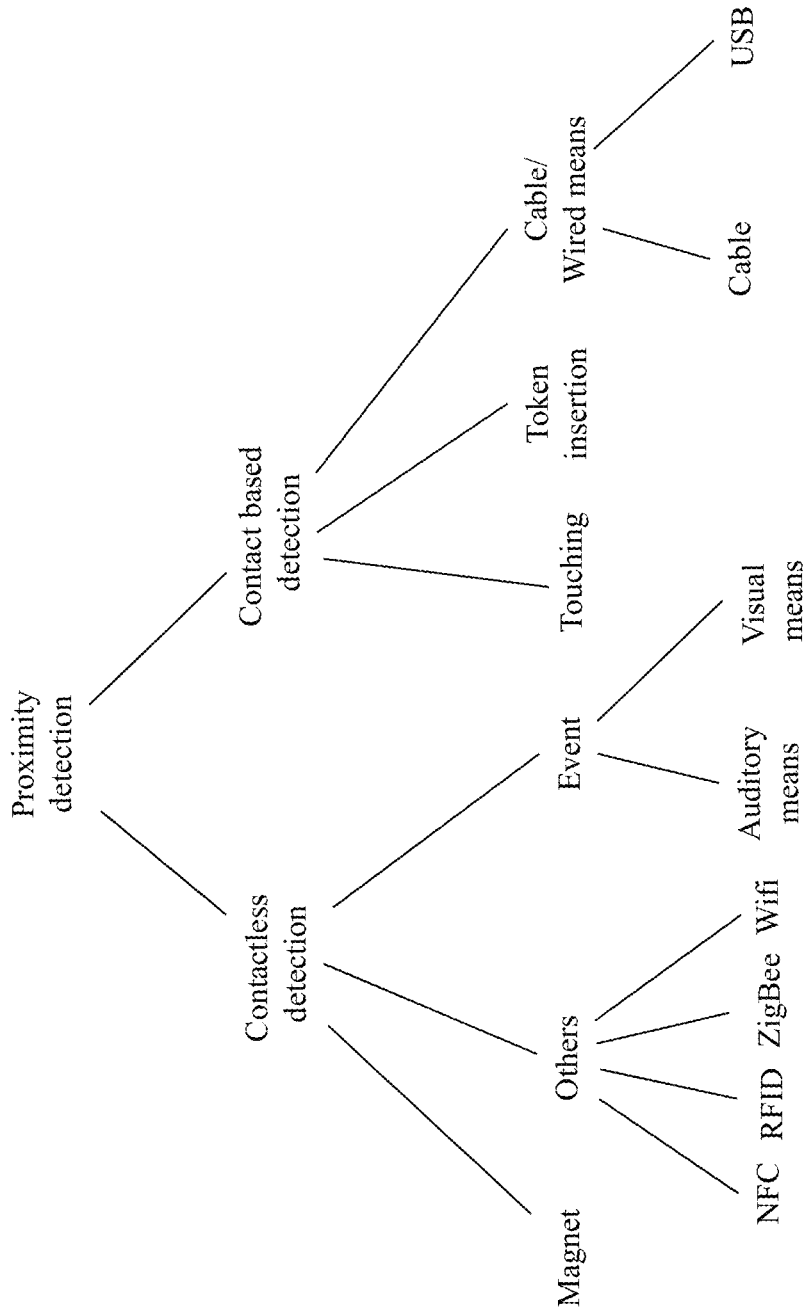 Proximity
detection
Contactless
detection
Contact based
detection
Magnet
Others
Event
Touching
Token
insertion
Cable/
Wired means
NFC
RFID
ZigBee
Wifi
Auditory
means
Visual
means
Cable
USB